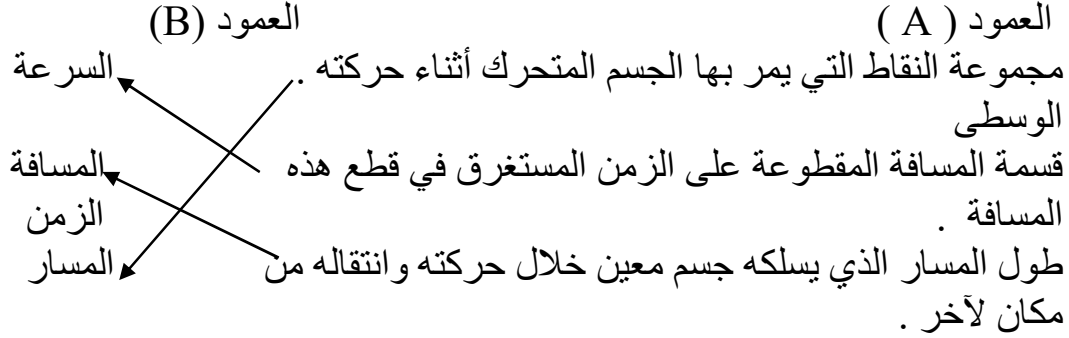 العمود ( A ) العمود (B)
مجموعة النقاط التي يمر بها الجسم المتحرك أثناء حركته . السرعة
الوسطى
قسمة المسافة المقطوعة على الزمن المستغرق في قطع هذه المسافة
المسافة . الزمن
طول المسار الذي يسلكه جسم معين خلال حركته وانتقاله من المسار
مكان لآخر .